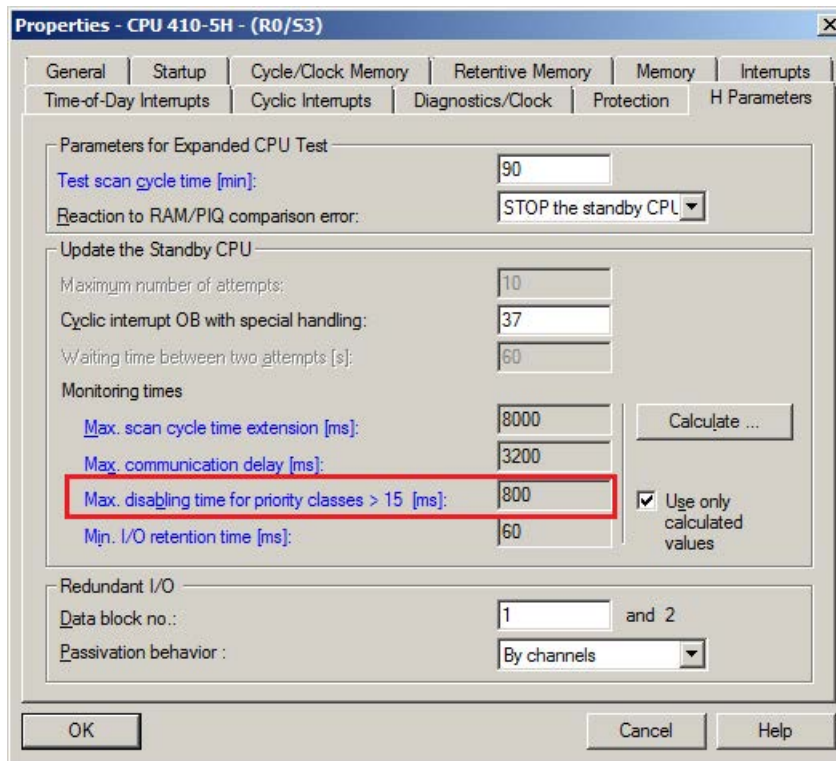 Properties - CPU 410-5H - (R0/S3)
General Startup Cycle/Clock Memory Retentive Memory Memory Interrupts
Time-of-Day Interrupts Cyclic Interrupts Diagnostics/Clock Protection H Parameters
Parameters for Expanded CPU Test
Test scan cycle time [min]: 90
Reaction to RAM/PIQ comparison error: STOP the standby CPU
Update the Standby CPU
Maximum number of attempts: 10
Cyclic interrupt OB with special handling: 37
Waiting time between two attempts [s]: 60
Monitoring times
Max. scan cycle time extension [ms]: 8000 Calculate ...
Max. communication delay [ms]: 3200
Max. disabling time for priority classes > 15 [ms]: 800 Use only
calculated
Min. I/O retention time [ms]: 60 values
Redundant I/O
Data block no.: 1 and 2
Passivation behavior : By channels
OK Cancel Help